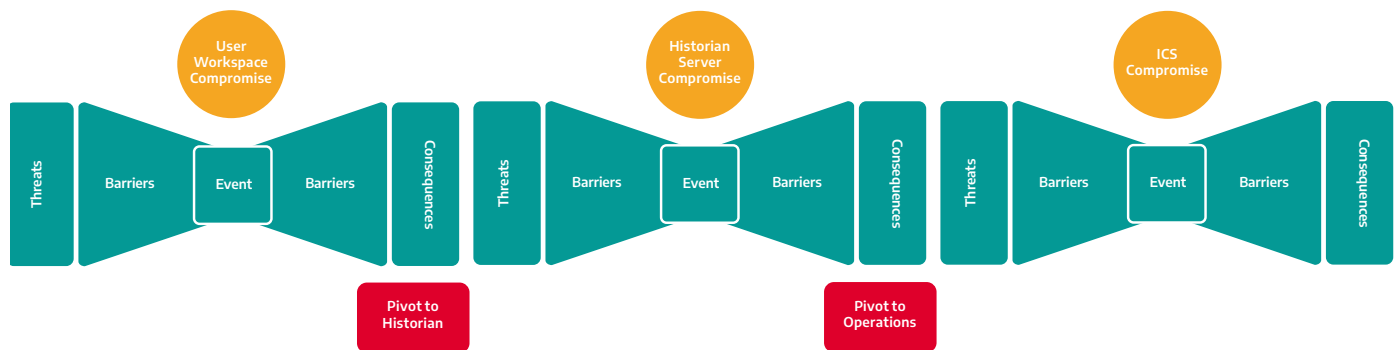 User
Workspace
Compromise
Threats
Barriers
Event
Barriers
Consequences
Pivot to
Historian
Historian
Server
Compromise
Threats
Barriers
Event
Barriers
Consequences
Pivot to
Operations
ICS
Compromise
Threats
Barriers
Event
Barriers
Consequences